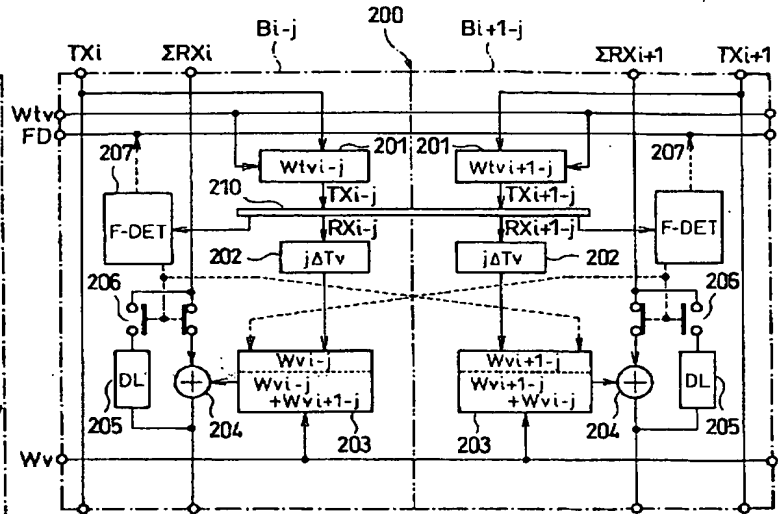 Bi-j 200 Bi+1-j
TXi ΣRXi ΣRXi+1 TXi+1
Wtv
FD
207 201 201 207
Wtvi-j Wtvi+1-j
210 TXi-j TXi+1-j
F-DET RXi-j RXi+1-j F-DET
202 jΔTv jΔTv 202
206 206
Wvi-j Wvi+1-j
DL + Wvi-j +Wvi+1-j Wvi+1-j +Wvi-j + DL
205 204 203 203 204 205
Wv